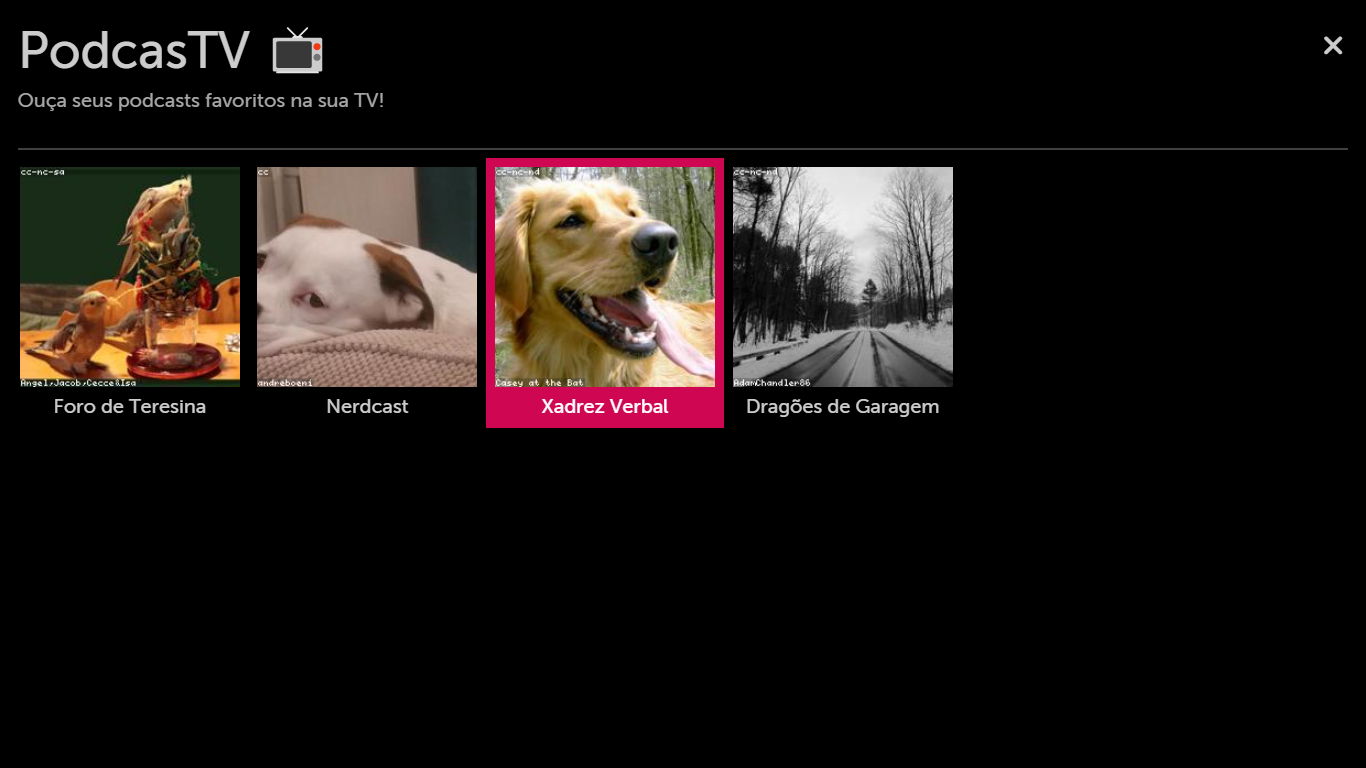 PodcasTV
Ouça seus podcasts favoritos na sua TV!
cc-nc-sa
Angel,Jacob,Cecce&Isa
Foro de Teresina
cc
andreboeni
Nerdcast
cc-nc-nd
Casey at the Bat
Xadrez Verbal
cc-nc-nd
AdamChandler86
Dragões de Garagem